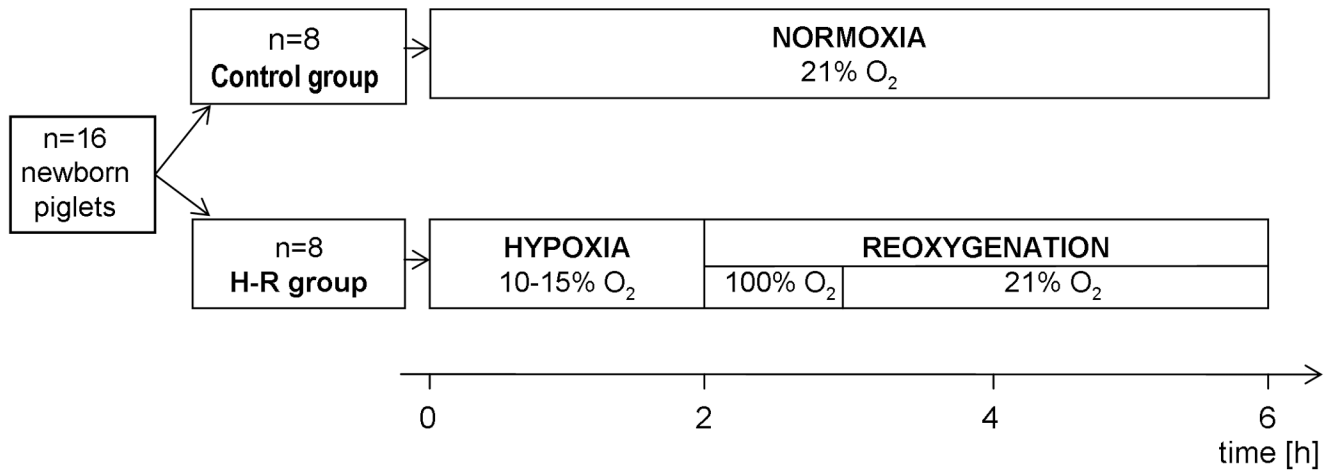 n=16
newborn
piglets
n=8
Control group
NORMOXIA
21% O₂
n=8
H-R group
HYPOXIA
10-15% O₂
REOXYGENATION
100% O₂
21% O₂
0
2
4
6
time [h]